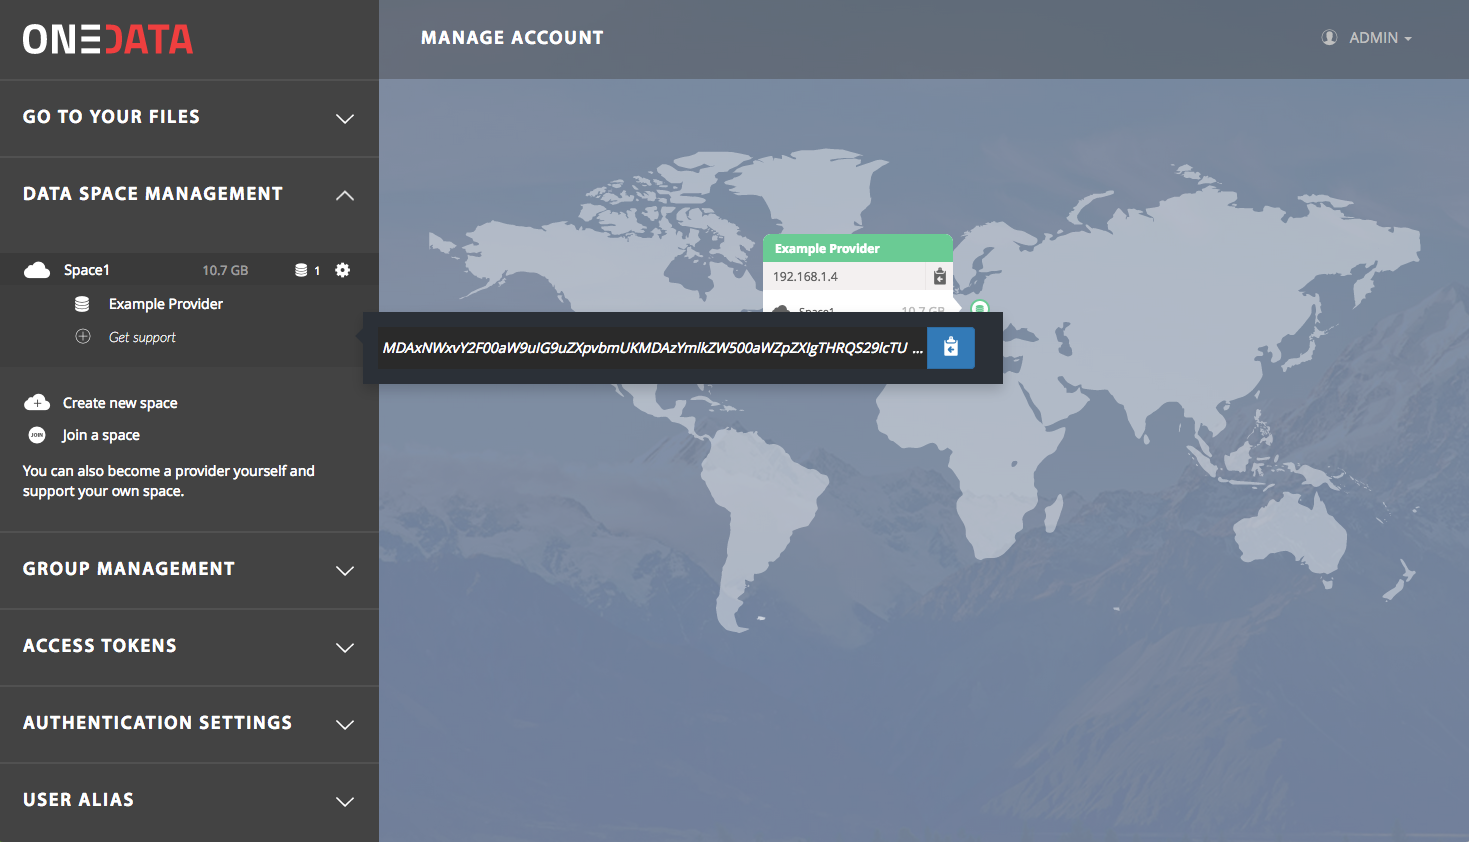 ONEDATA
MANAGE ACCOUNT
ADMIN
GO TO YOUR FILES
DATA SPACE MANAGEMENT
Space1 10.7 GB 1
Example Provider
Get support
Create new space
JOIN Join a space
You can also become a provider yourself and
support your own space.
GROUP MANAGEMENT
ACCESS TOKENS
AUTHENTICATION SETTINGS
USER ALIAS
Example Provider
192.168.1.4
Space1 10.7 GB
MDAxNWxvY2F00aW9uIG9uZXpvbmUKMDAzYmlkZW500aWZpZXIgTHRQS29lcTU ...